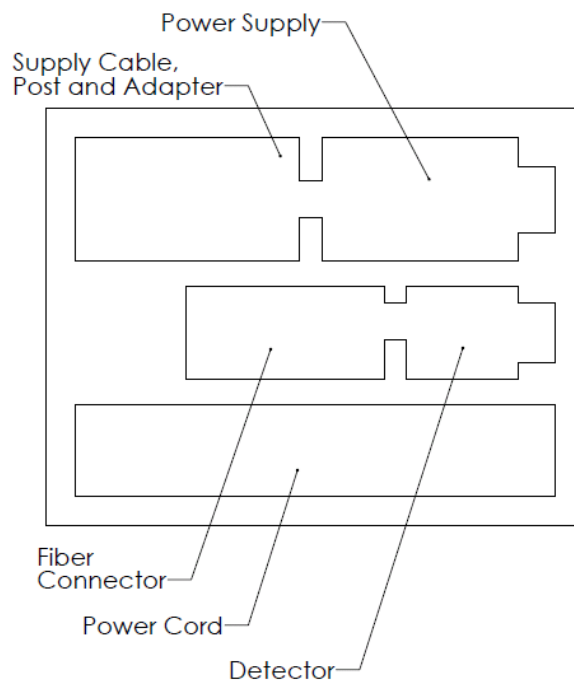 Power Supply
Supply Cable,
Post and Adapter
Fiber
Connector
Power Cord
Detector